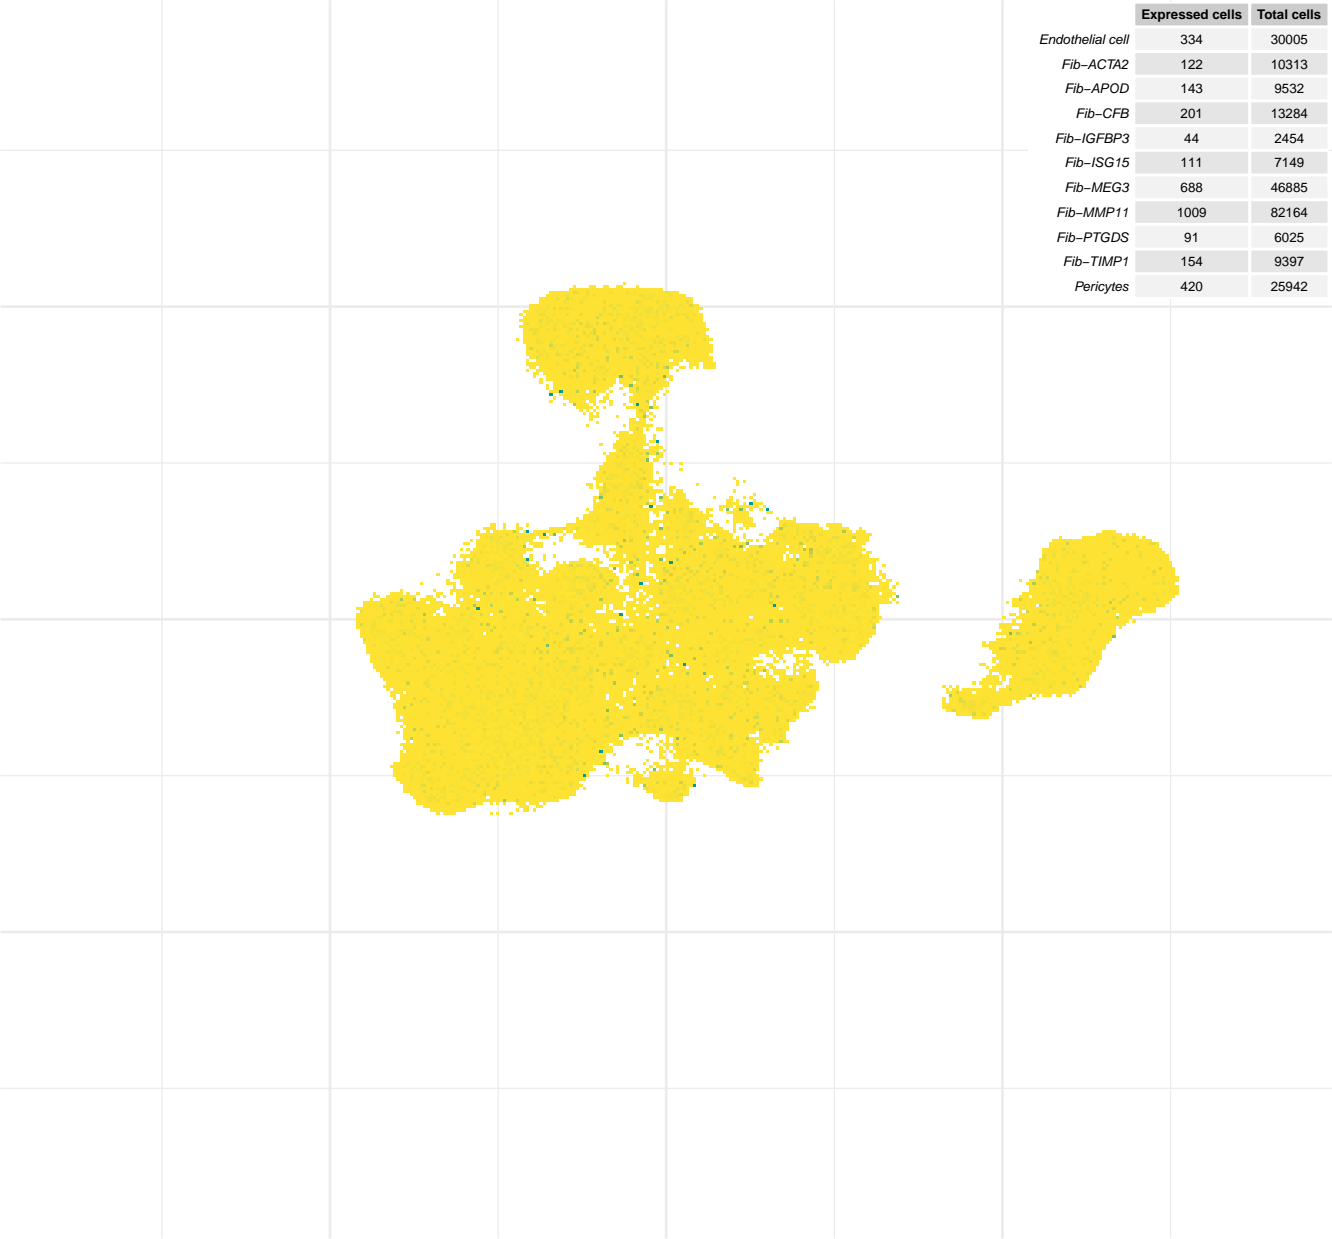 Expressed cells Total cells
Endothelial cell 334 30005
Fib−ACTA2 122 10313
Fib−APOD 143 9532
Fib−CFB 201 13284
Fib−IGFBP3 44 2454
Fib−ISG15 111 7149
Fib−MEG3 688 46885
Fib−MMP11 1009 82164
Fib−PTGDS 91 6025
Fib−TIMP1 154 9397
Pericytes 420 25942